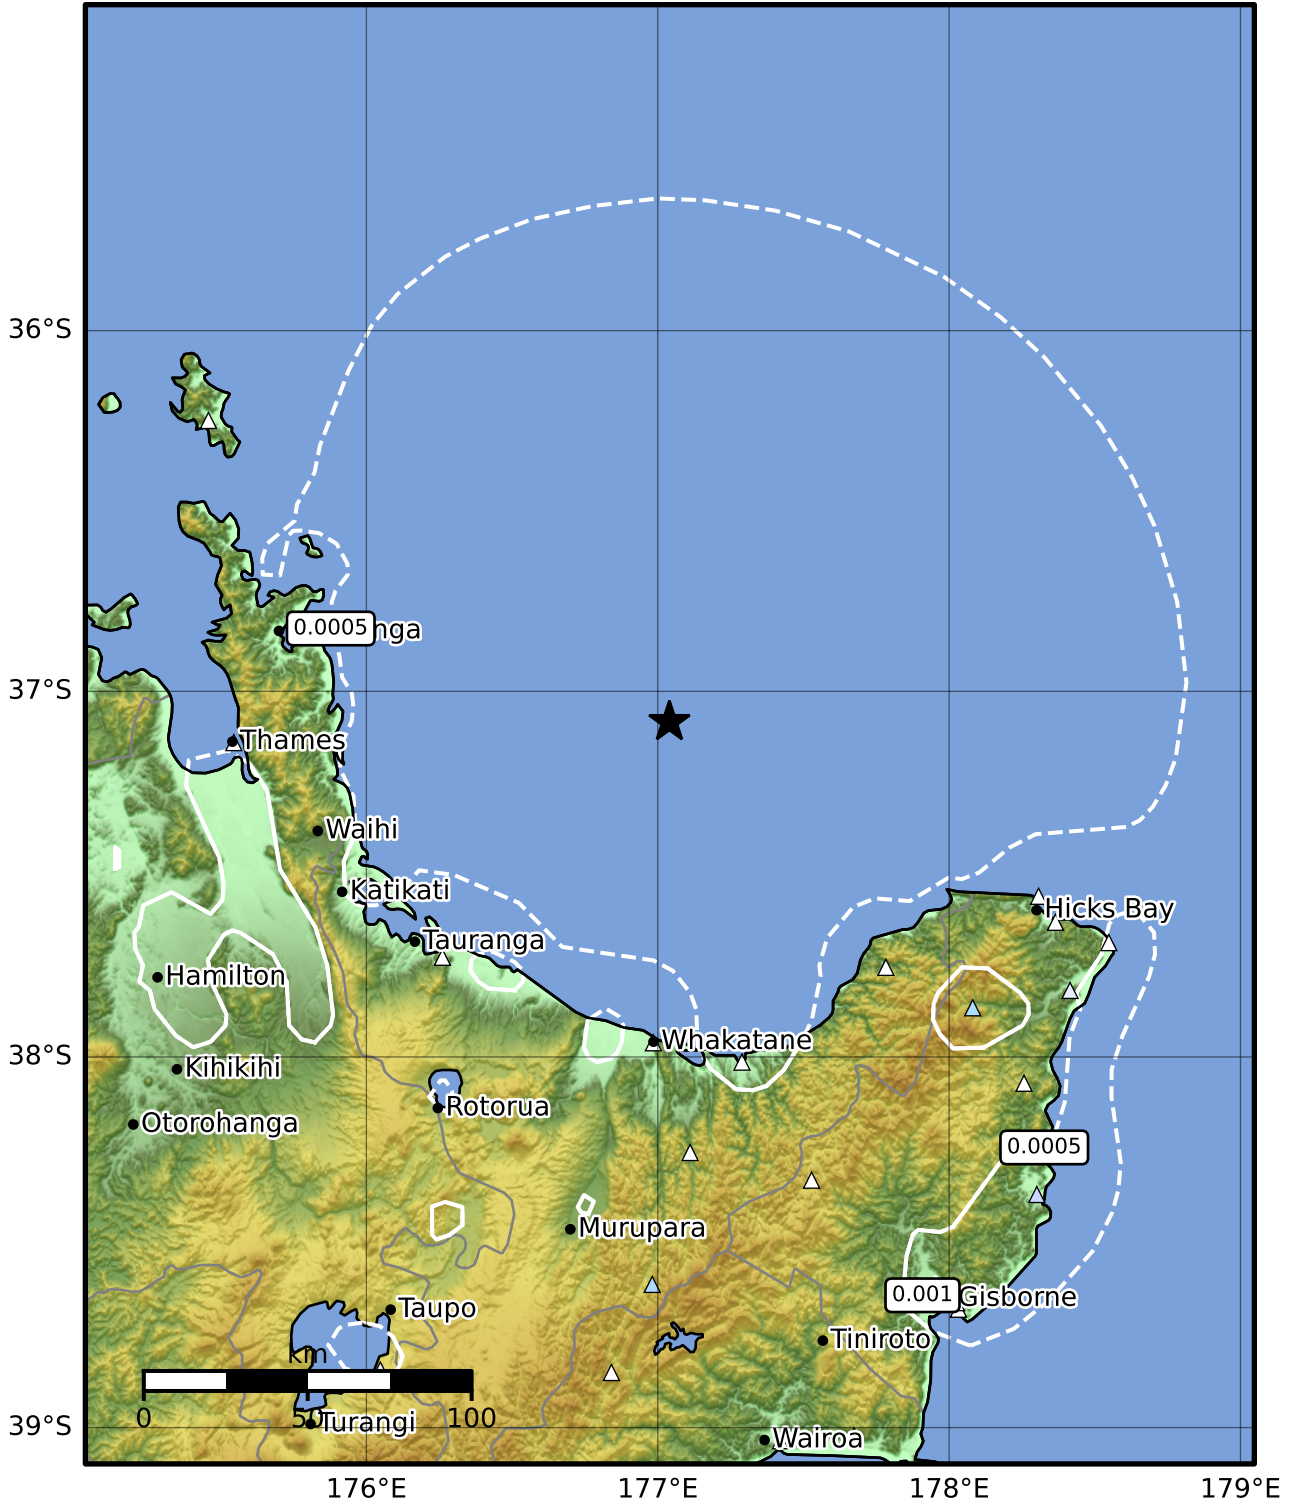 36°S
0.0005
nga
37°S
Thames
Waihi
Katikati
Hicks Bay
Tauranga
Hamilton
Whakatane
38°S
Kihikihi
Rotorua
Otorohanga
0.0005
Murupara
0.001
Gisborne
Taupo
Tiniroto
km
0
50
100
Turangi
39°S
Wairoa
176°E
177°E
178°E
179°E